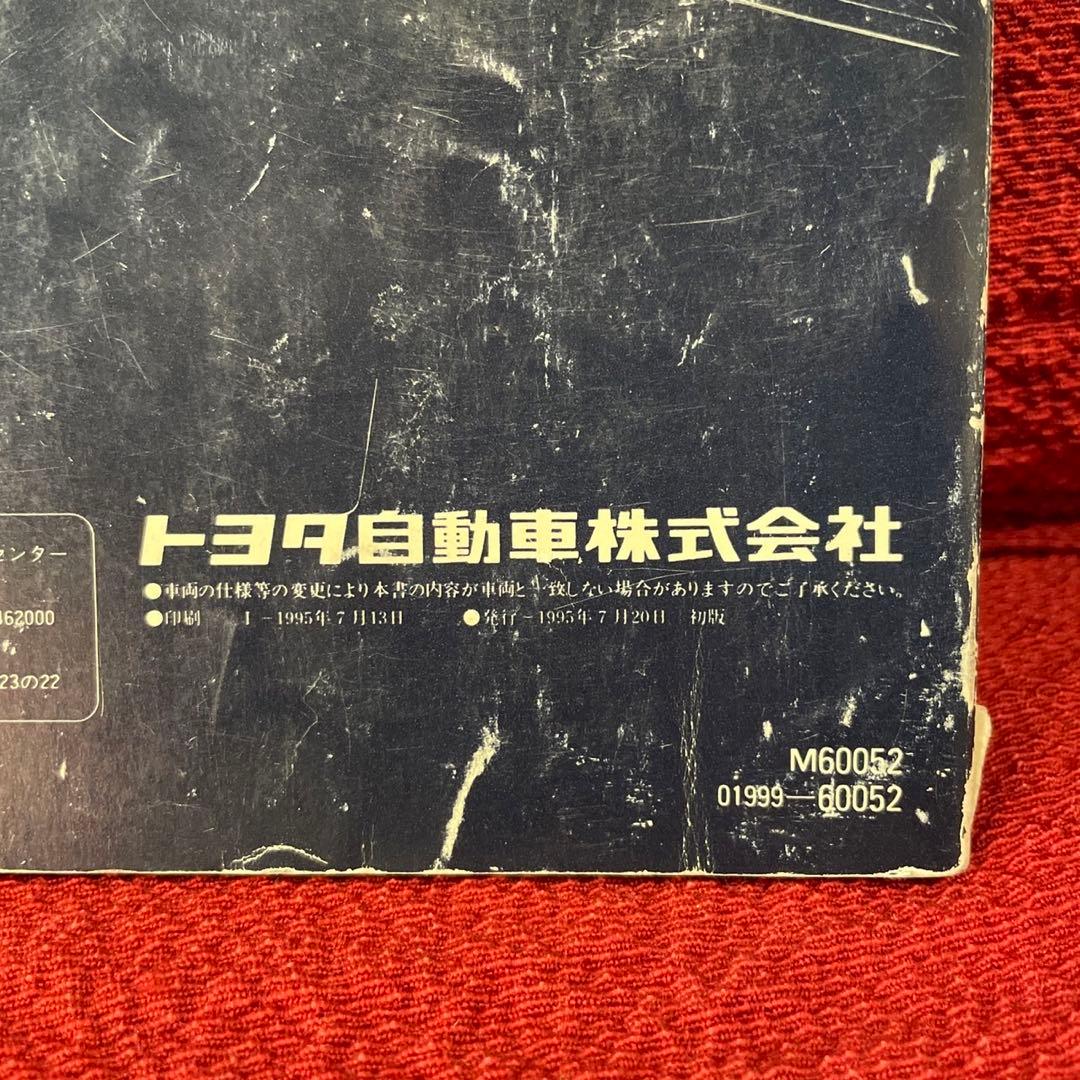 トヨタ自動車株式会社
●車両の仕様等の変更により本書の内容が車両と一致しない場合がありますのでご了承ください。
●印刷 I－1995年7月13日 ●発行－1995年7月20日 初版
センター
462000
23の22
M60052
01999—60052